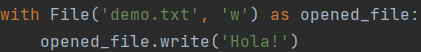 with File('demo.txt', 'w') as opened_file:
    opened_file.write('Hola!')